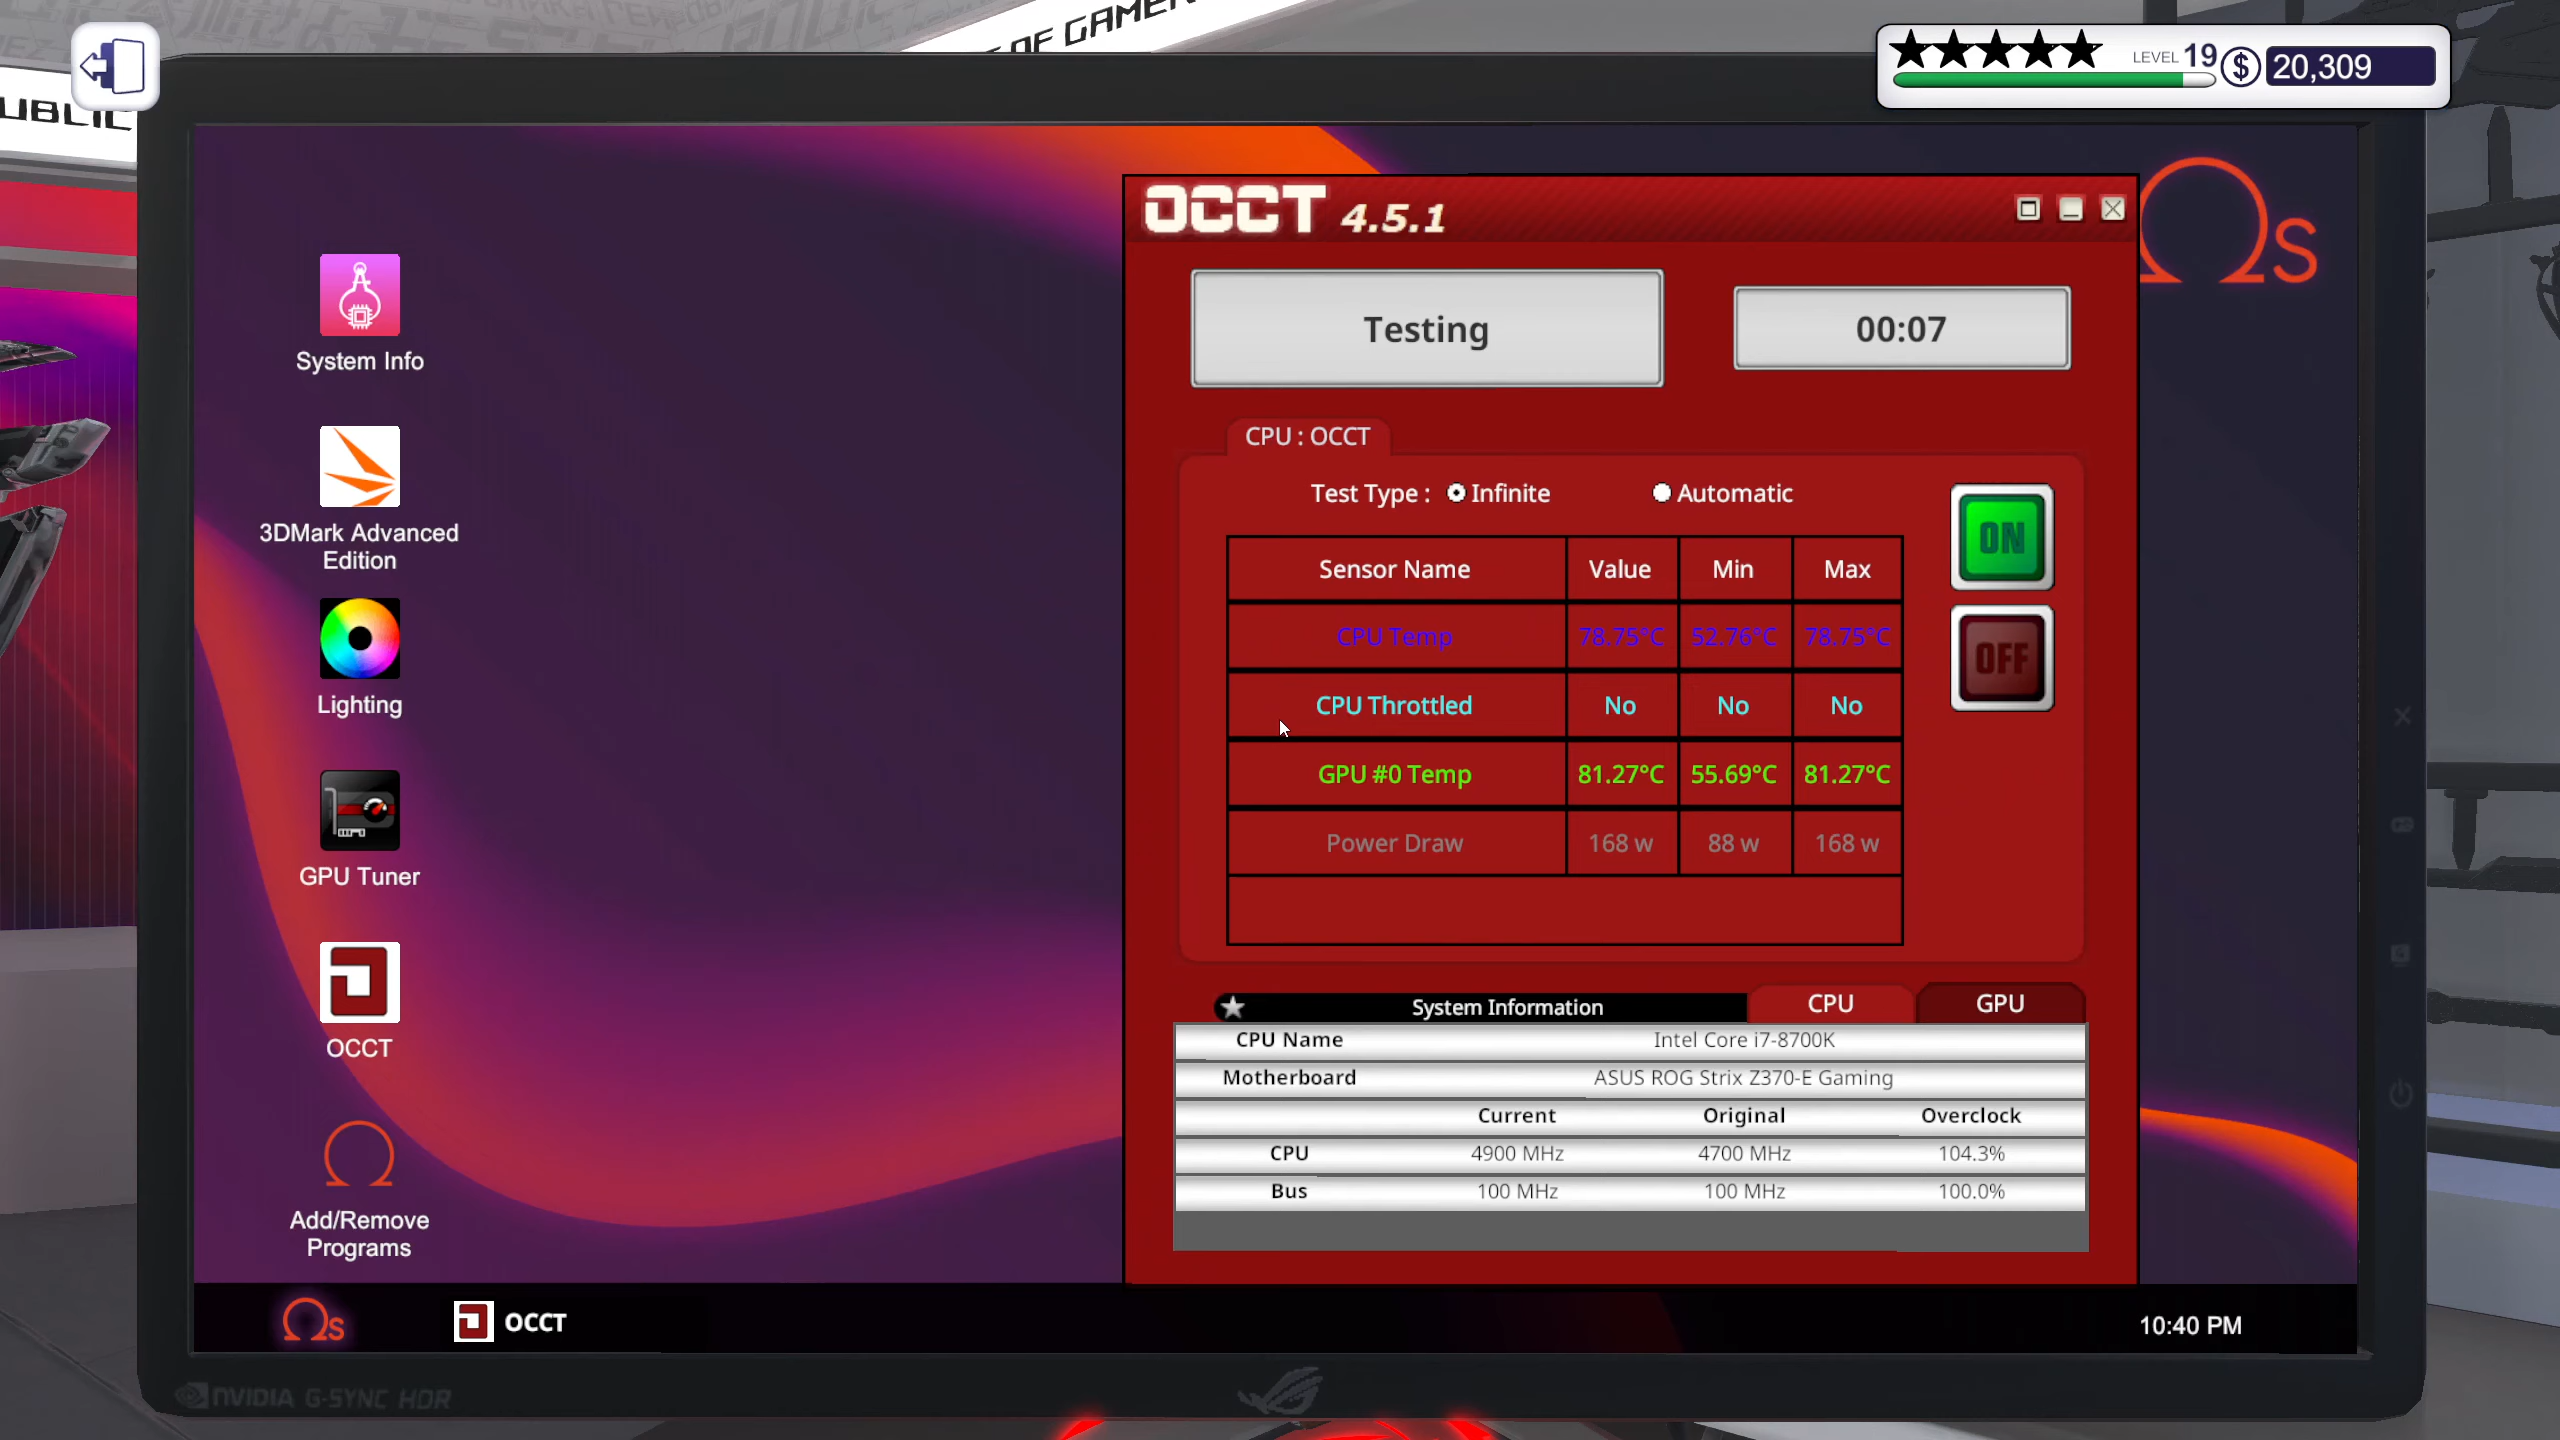 OF GAMER
UBLIC
LEVEL 19 $ 20,309
OCCT 4.5.1
Testing
00:07
System Info
3DMark Advanced
Edition
Lighting
GPU Tuner
OCCT
Add/Remove
Programs
CPU : OCCT
Test Type : Infinite Automatic
ON
OFF
Sensor Name Value Min Max
CPU Temp 78.75°C 52.76°C 78.75°C
CPU Throttled No No No
GPU #0 Temp 81.27°C 55.69°C 81.27°C
Power Draw 168 w 88 w 168 w
System Information CPU GPU
CPU Name Intel Core i7-8700K
Motherboard ASUS ROG Strix Z370-E Gaming
Current Original Overclock
CPU 4900 MHz 4700 MHz 104.3%
Bus 100 MHz 100 MHz 100.0%
Ωs
Ωs OCCT 10:40 PM
NVIDIA G-SYNC HDR